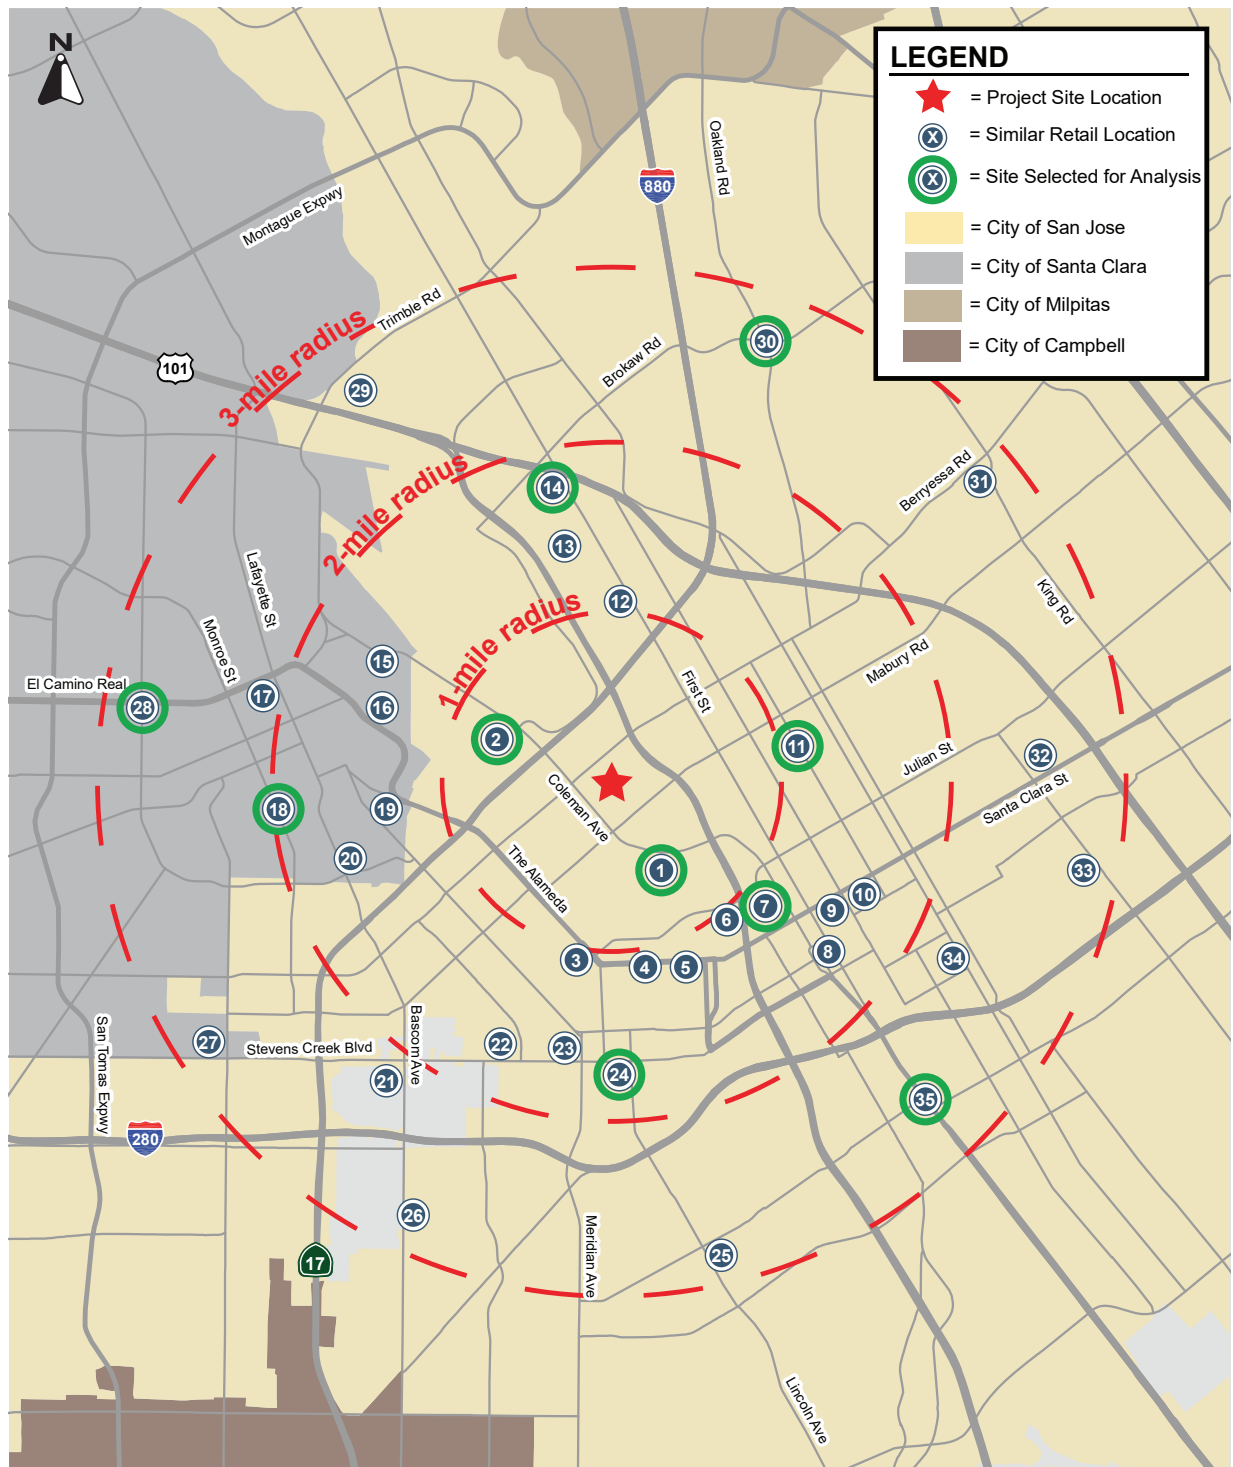 N
LEGEND
= Project Site Location
X = Similar Retail Location
X = Site Selected for Analysis
= City of San Jose
= City of Santa Clara
= City of Milpitas
= City of Campbell
Oakland Rd
880
Montague Expwy
Trimble Rd
3-mile radius
101
30
Brokaw Rd
29
2-mile radius
Berryessa Rd
31
14
13
Lafayette St
King Rd
12
1-mile radius
Monroe St
15
Mabury Rd
El Camino Real
First St
17
28
16
2
11
Julian St
32
Coleman Ave
Santa Clara St
18
19
20
The Alameda
1
33
10
7
9
6
8
3
4
5
34
San Tomas Expwy
Bascom Ave
27
Stevens Creek Blvd
22
23
24
21
35
280
26
Meridian Ave
25
17
Lincoln Ave